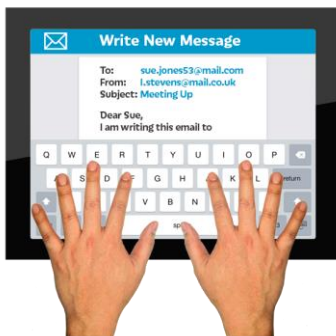 Write New Message
To: sue.jones53@mail.com
From: l.stevens@mail.co.uk
Subject: Meeting Up
Dear Sue,
I am writing this email to
Q W E R T Y U I O P
S D F G H K L return
V B N